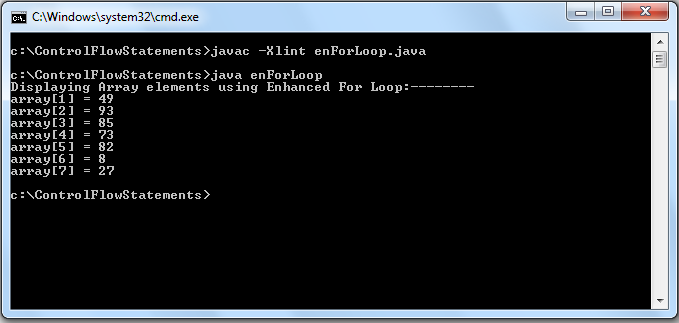 C:\Windows\system32\cmd.exe
c:\ControlFlowStatements>javac -Xlint enForLoop.java
c:\ControlFlowStatements>java enForLoop
Displaying Array elements using Enhanced For Loop:--------
array[1] = 49
array[2] = 93
array[3] = 85
array[4] = 73
array[5] = 82
array[6] = 8
array[7] = 27
c:\ControlFlowStatements>